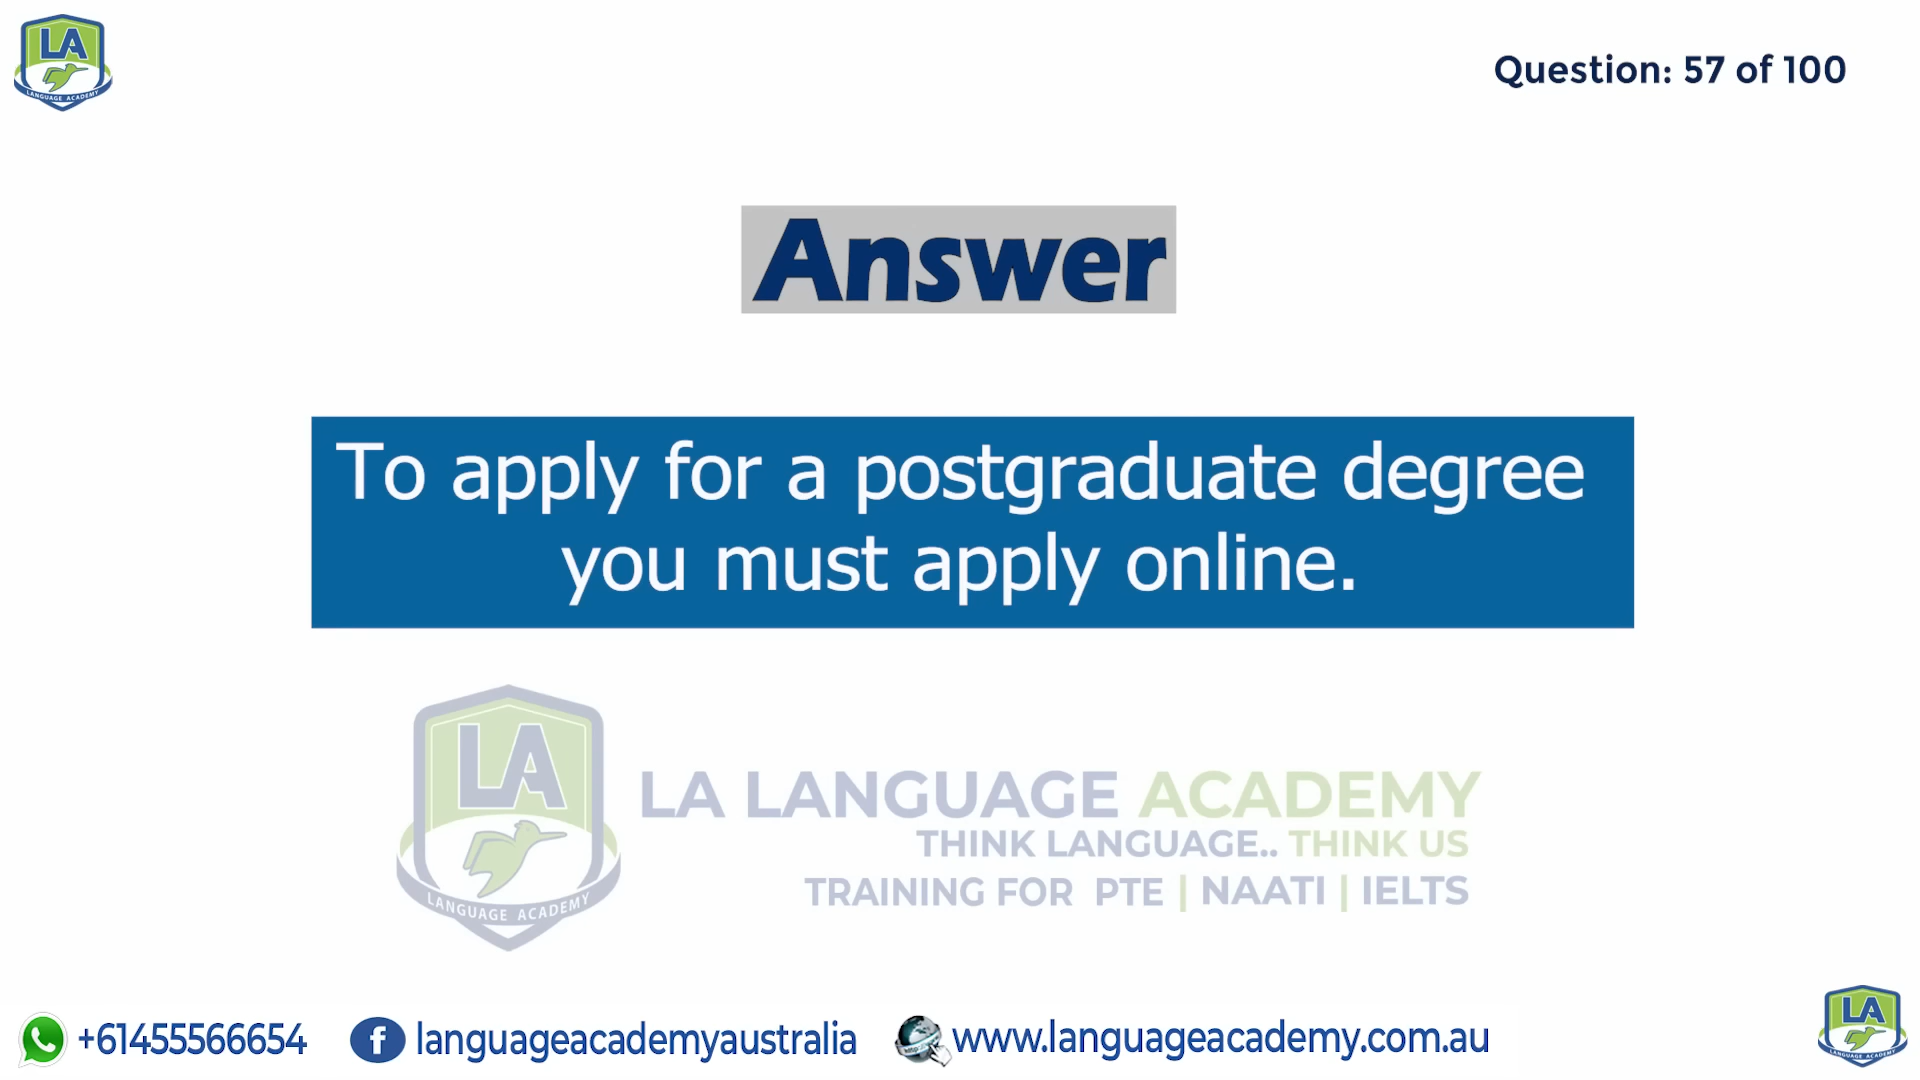 LA
LANGUAGE ACADEMY
Question: 57 of 100
Answer
To apply for a postgraduate degree
you must apply online.
LA
LANGUAGE ACADEMY
LA LANGUAGE ACADEMY
THINK LANGUAGE.. THINK US
TRAINING FOR PTE | NAATI | IELTS
+61455566654
f languageacademyaustralia
www.languageacademy.com.au
LA
LANGUAGE ACADEMY